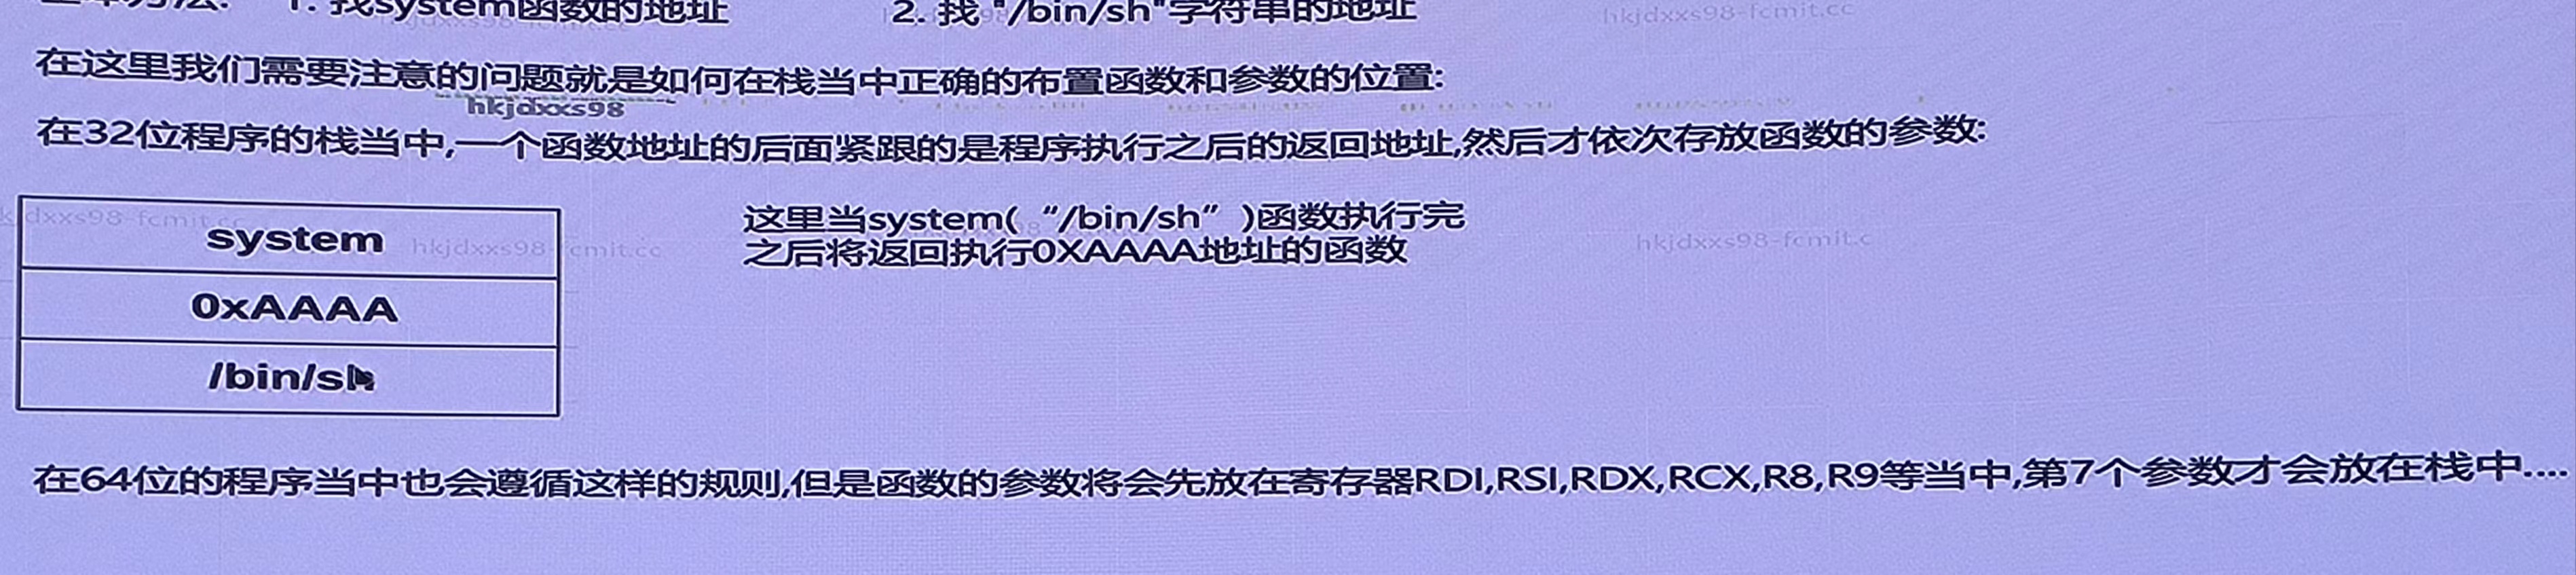 1. 找system函数的地址 2. 找 "/bin/sh"字符串的地址
hkjdxxs98-fcmit.cc
在这里我们需要注意的问题就是如何在栈当中正确的布置函数和参数的位置:
hkjdxxs98
在32位程序的栈当中,一个函数地址的后面紧跟的是程序执行之后的返回地址,然后才依次存放函数的参数:
system
0xAAAA
/bin/sh
这里当system( “/bin/sh” )函数执行完
之后将返回执行0XAAAA地址的函数
hkjdxxs98-fcmit.cc
hkjdxxs98-fcmit.c
在64位的程序当中也会遵循这样的规则,但是函数的参数将会先放在寄存器RDI,RSI,RDX,RCX,R8,R9等当中,第7个参数才会放在栈中....